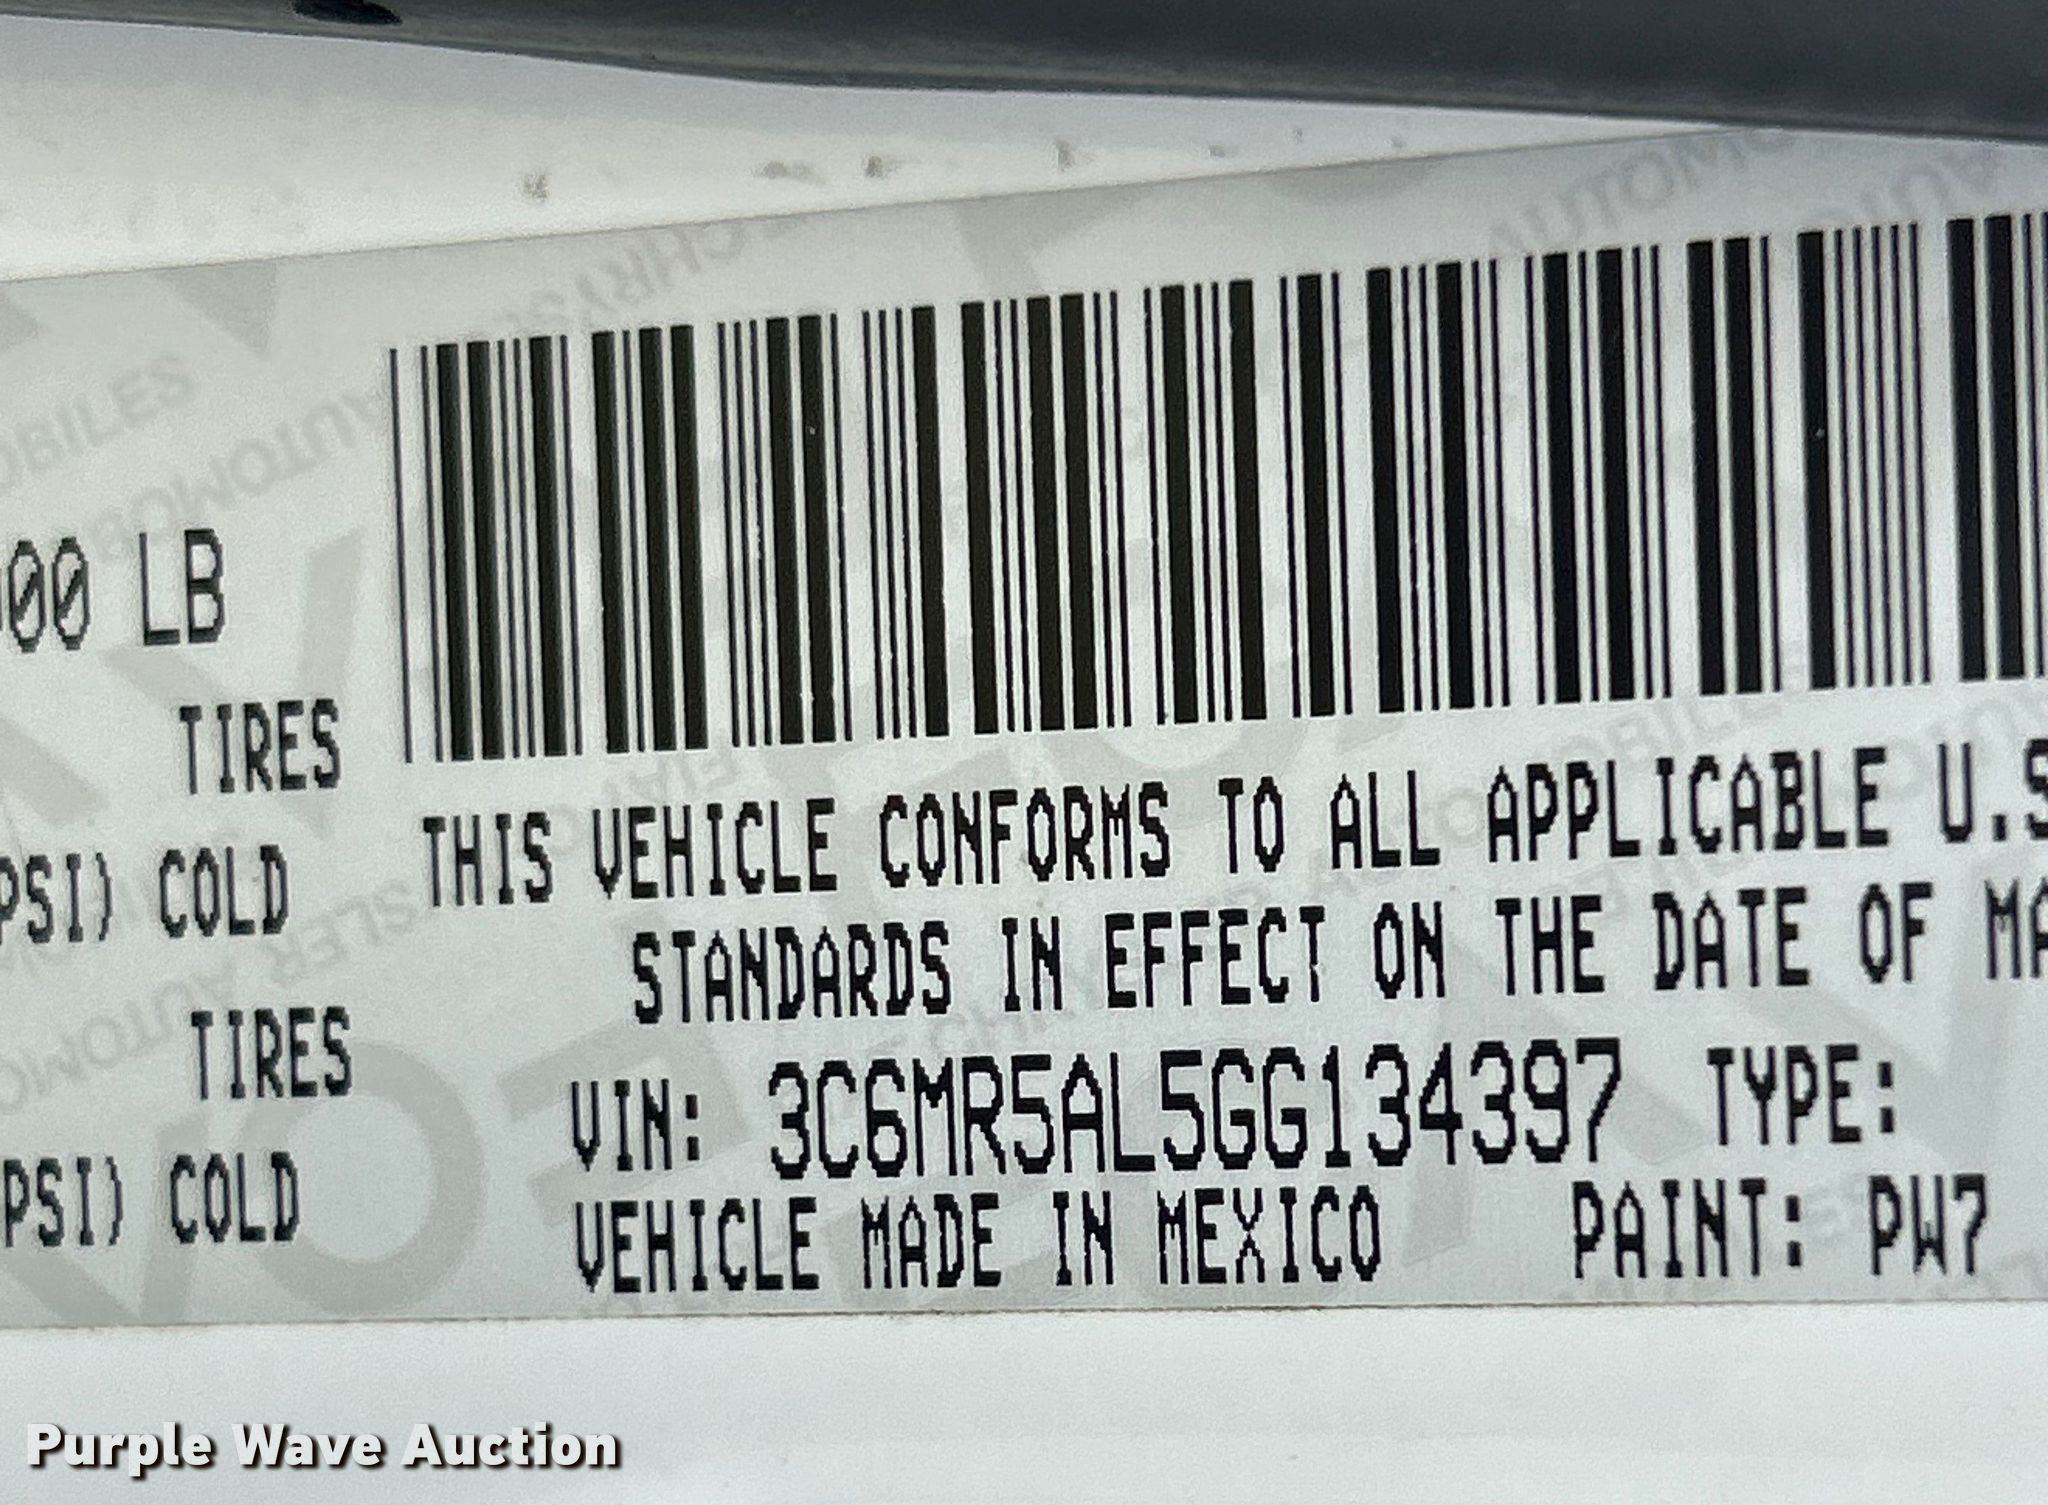 00 LB
TIRES
PSI) COLD
TIRES
PSI) COLD
THIS VEHICLE CONFORMS TO ALL APPLICABLE U.S
STANDARDS IN EFFECT ON THE DATE OF MA
VIN: 3C6MR5AL5GG134397 TYPE:
VEHICLE MADE IN MEXICO PAINT: PW7
Purple Wave Auction